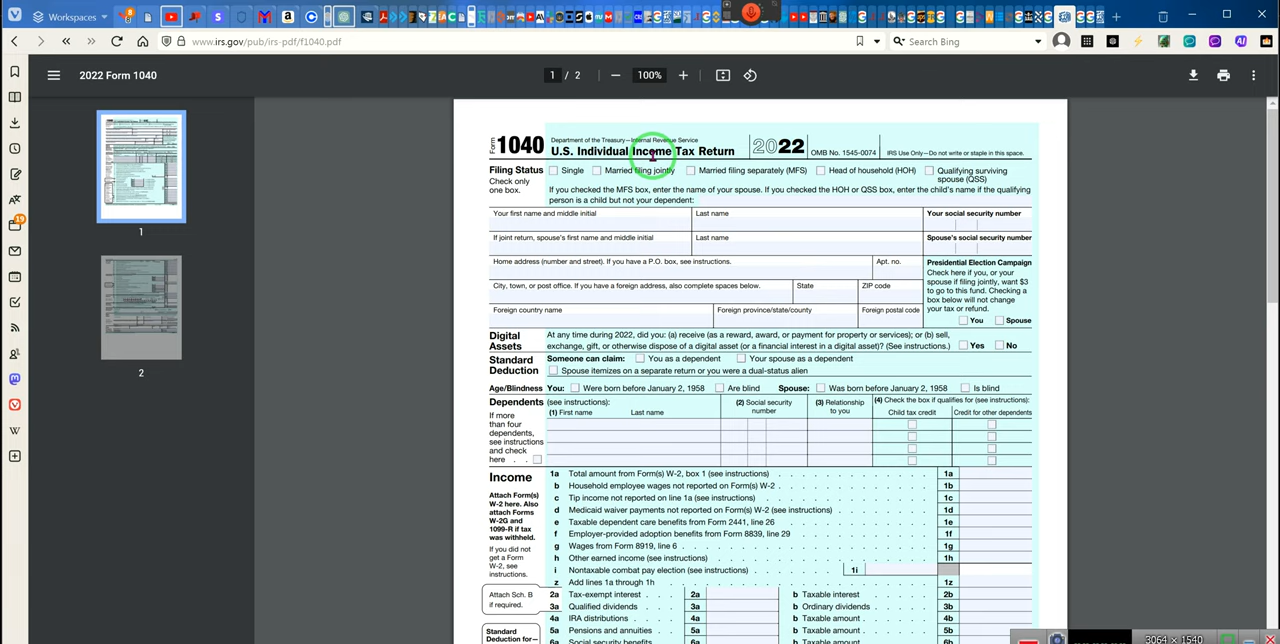 Workspaces
8
www.irs.gov/pub/irs-pdf/f1040.pdf
Search Bing
19
2022 Form 1040
1 / 2
100%
1
2
Form 1040
Department of the Treasury—Internal Revenue Service
U.S. Individual Income Tax Return
2022
OMB No. 1545-0074
IRS Use Only—Do not write or staple in this space.
Filing Status
Check only
one box.
Single
Married filing jointly
Married filing separately (MFS)
Head of household (HOH)
Qualifying surviving
spouse (QSS)
If you checked the MFS box, enter the name of your spouse. If you checked the HOH or QSS box, enter the child's name if the qualifying
person is a child but not your dependent:
Your first name and middle initial
Last name
Your social security number
If joint return, spouse's first name and middle initial
Last name
Spouse's social security number
Home address (number and street). If you have a P.O. box, see instructions.
Apt. no.
Presidential Election Campaign
Check here if you, or your
spouse if filing jointly, want $3
to go to this fund. Checking a
box below will not change
your tax or refund.
You
Spouse
City, town, or post office. If you have a foreign address, also complete spaces below.
State
ZIP code
Foreign country name
Foreign province/state/county
Foreign postal code
Digital
Assets
At any time during 2022, did you: (a) receive (as a reward, award, or payment for property or services); or (b) sell,
exchange, gift, or otherwise dispose of a digital asset (or a financial interest in a digital asset)? (See instructions.)
Yes
No
Standard
Deduction
Someone can claim:
You as a dependent
Your spouse as a dependent
Spouse itemizes on a separate return or you were a dual-status alien
Age/Blindness
You:
Were born before January 2, 1958
Are blind
Spouse:
Was born before January 2, 1958
Is blind
Dependents (see instructions):
If more
than four
dependents,
see instructions
and check
here . .
(1) First name
Last name
(2) Social security
number
(3) Relationship
to you
(4) Check the box if qualifies for (see instructions):
Child tax credit
Credit for other dependents
Income
Attach Form(s)
W-2 here. Also
attach Forms
W-2G and
1099-R if tax
was withheld.
If you did not
get a Form
W-2, see
instructions.
1a Total amount from Form(s) W-2, box 1 (see instructions) 1a
b Household employee wages not reported on Form(s) W-2 1b
c Tip income not reported on line 1a (see instructions) 1c
d Medicaid waiver payments not reported on Form(s) W-2 (see instructions) 1d
e Taxable dependent care benefits from Form 2441, line 26 1e
f Employer-provided adoption benefits from Form 8839, line 29 1f
g Wages from Form 8919, line 6 1g
h Other earned income (see instructions) 1h
i Nontaxable combat pay election (see instructions) 1i
z Add lines 1a through 1h 1z
Attach Sch. B
if required.
2a Tax-exempt interest 2a b Taxable interest 2b
3a Qualified dividends 3a b Ordinary dividends 3b
4a IRA distributions 4a b Taxable amount 4b
5a Pensions and annuities 5a b Taxable amount 5b
6a Social security benefits 6a b Taxable amount 6b
Standard
Deduction for—
3064 × 1540